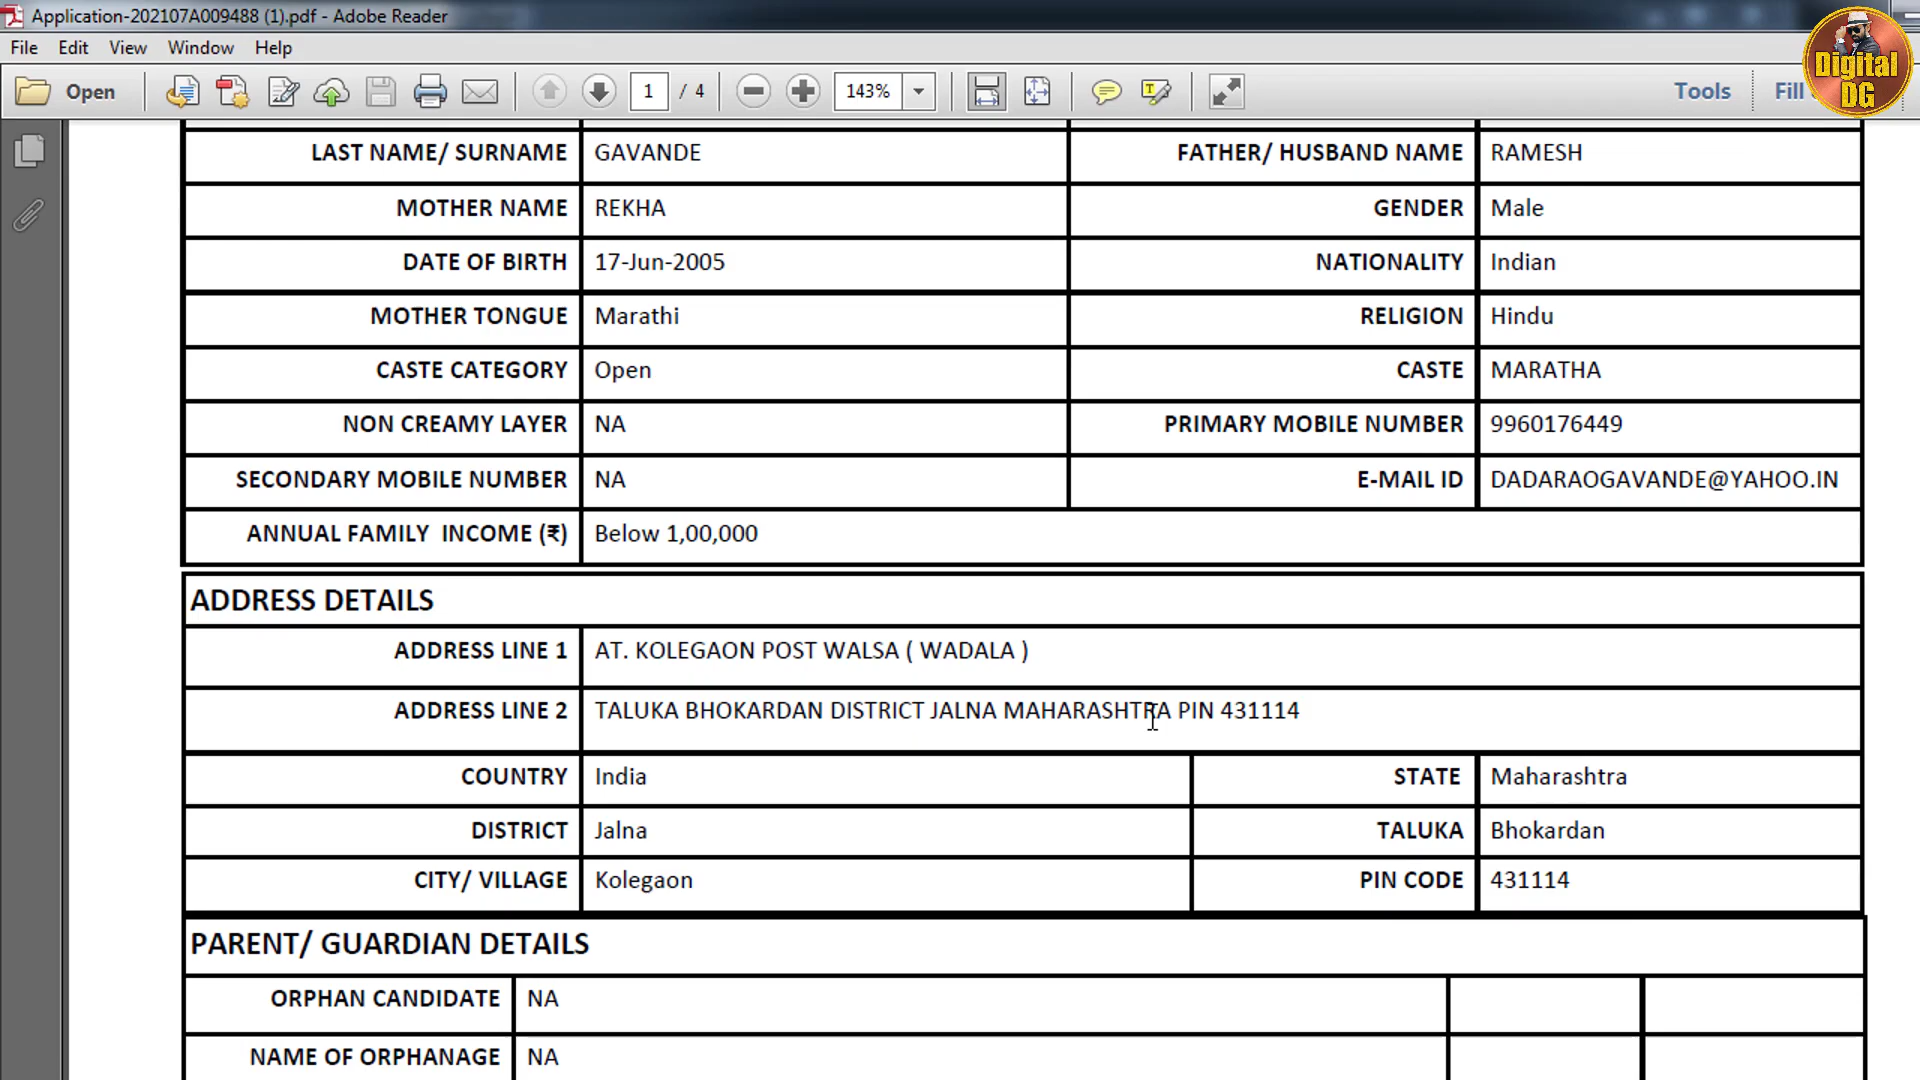 Application-202107A009488 (1).pdf - Adobe Reader
File Edit View Window Help
Open 1 / 4 143% Tools Fill
Digital DG
LAST NAME/ SURNAME GAVANDE FATHER/ HUSBAND NAME RAMESH
MOTHER NAME REKHA GENDER Male
DATE OF BIRTH 17-Jun-2005 NATIONALITY Indian
MOTHER TONGUE Marathi RELIGION Hindu
CASTE CATEGORY Open CASTE MARATHA
NON CREAMY LAYER NA PRIMARY MOBILE NUMBER 9960176449
SECONDARY MOBILE NUMBER NA E-MAIL ID DADARAOGAVANDE@YAHOO.IN
ANNUAL FAMILY INCOME (₹) Below 1,00,000
ADDRESS DETAILS
ADDRESS LINE 1 AT. KOLEGAON POST WALSA ( WADALA )
ADDRESS LINE 2 TALUKA BHOKARDAN DISTRICT JALNA MAHARASHTRA PIN 431114
COUNTRY India STATE Maharashtra
DISTRICT Jalna TALUKA Bhokardan
CITY/ VILLAGE Kolegaon PIN CODE 431114
PARENT/ GUARDIAN DETAILS
ORPHAN CANDIDATE NA
NAME OF ORPHANAGE NA